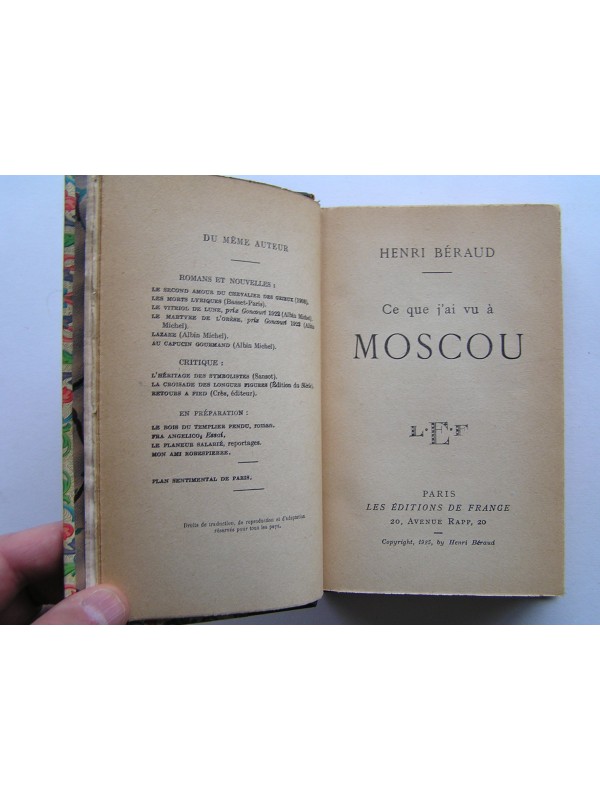 DU MÊME AUTEUR
ROMANS ET NOUVELLES :
LE SECOND AMOUR DU CHEVALIER DES GRIEUX (1906).
LES MORTS LYRIQUES (Basset-Paris).
LE VITRIOL DE LUNE, prix Goncourt 1922 (Albin Michel).
LE MARTYRE DE L'OBÈSE, prix Goncourt 1922 (Albin
Michel).
LAZARE (Albin Michel).
AU CAPUCIN GOURMAND (Albin Michel).
CRITIQUE :
L'HÉRITAGE DES SYMBOLISTES (Sansot).
LA CROISADE DES LONGUES FIGURES (Édition du Siècle).
RETOURS A PIED (Crès, éditeur).
EN PRÉPARATION :
LE BOIS DU TEMPLIER PENDU, roman.
FRA ANGELICO, Essai.
LE FLANEUR SALARIÉ, reportages.
MON AMI ROBESPIERRE.
PLAN SENTIMENTAL DE PARIS.
Droits de traduction, de reproduction et d'adaptation
réservés pour tous les pays.
HENRI BÉRAUD
Ce que j'ai vu à
MOSCOU
L·E·F
PARIS
LES ÉDITIONS DE FRANCE
20, AVENUE RAPP, 20
Copyright, 1925, by Henri Béraud